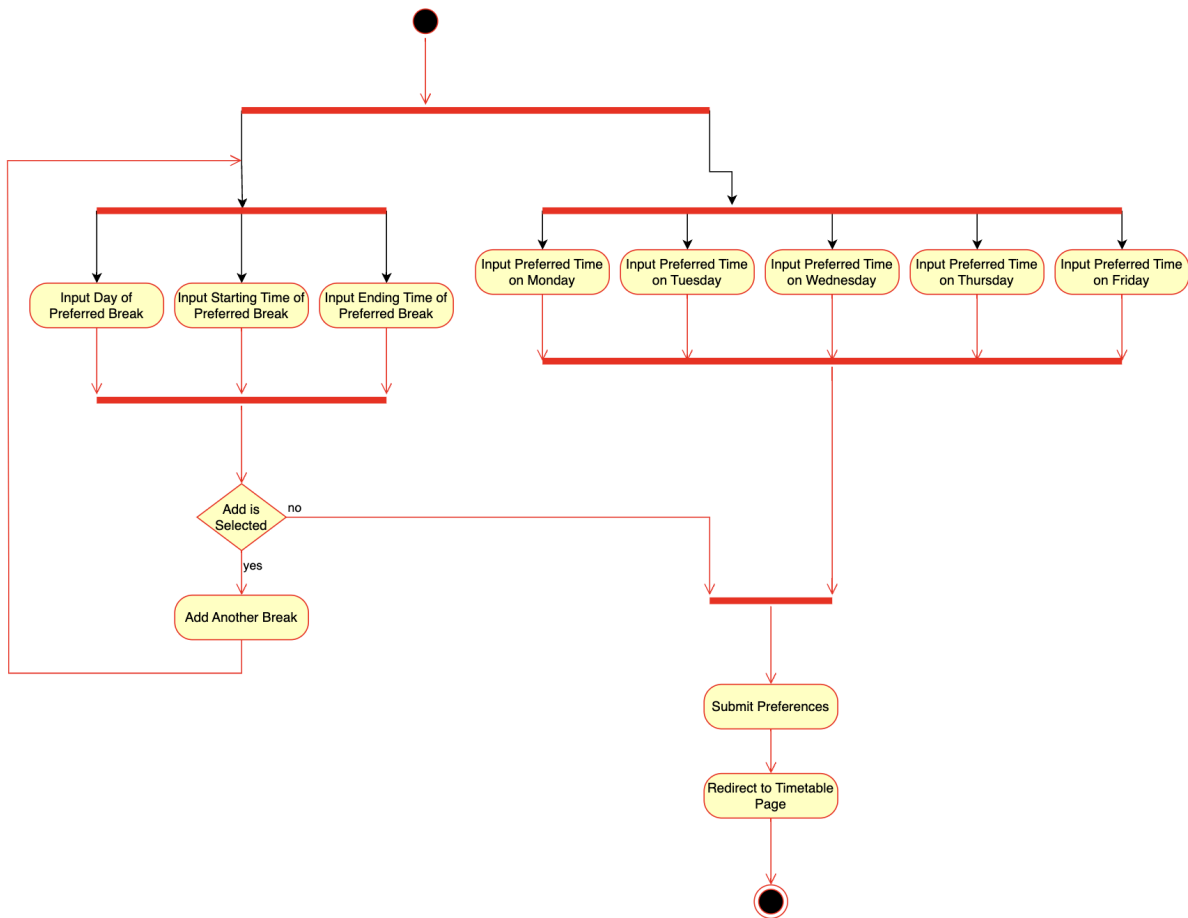 Input Preferred Time
on Monday
Input Preferred Time
on Tuesday
Input Preferred Time
on Wednesday
Input Preferred Time
on Thursday
Input Preferred Time
on Friday
Input Day of
Preferred Break
Input Starting Time of
Preferred Break
Input Ending Time of
Preferred Break
Add is
Selected
no
yes
Add Another Break
Submit Preferences
Redirect to Timetable
Page